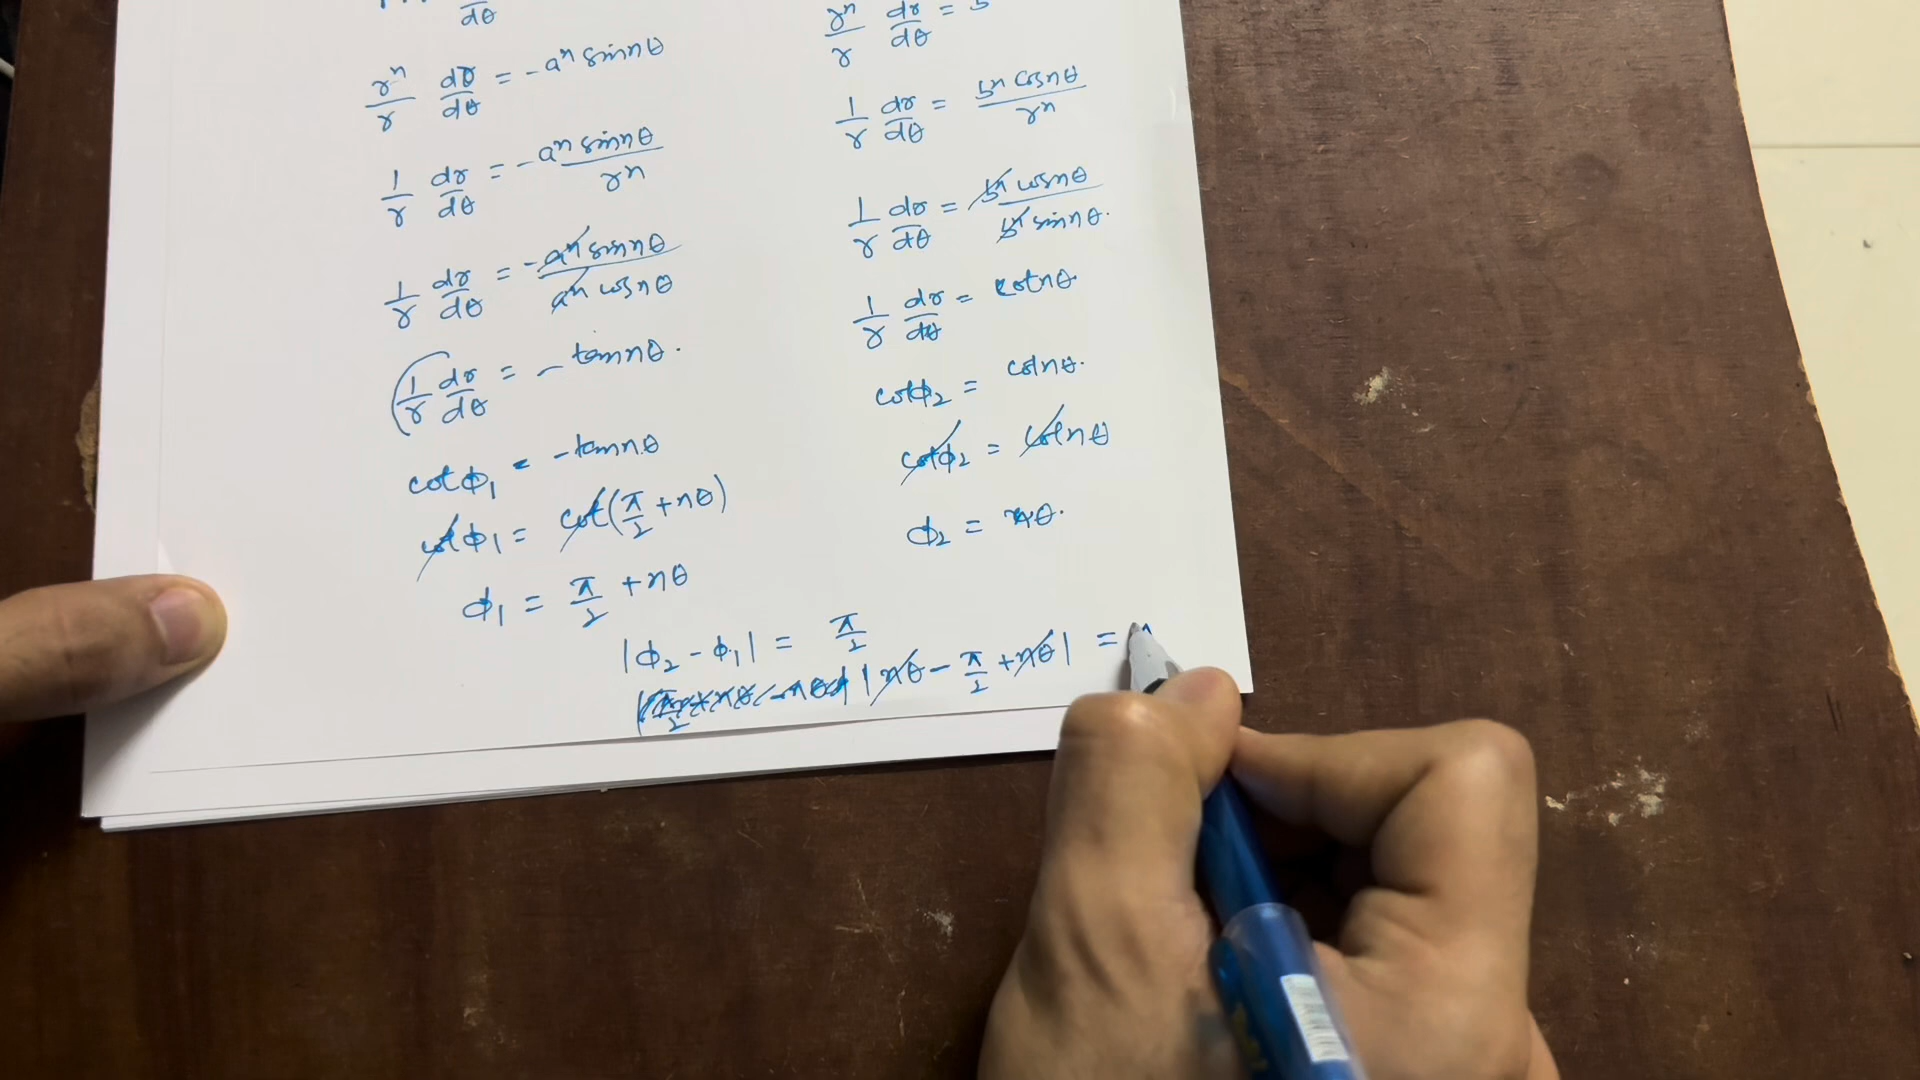 dθ
rⁿ/r dr/dθ = -aⁿ sin nθ
1/r dr/dθ = -aⁿ sin nθ / rⁿ
1/r dr/dθ = -aⁿ sin nθ / aⁿ cos nθ
1/r dr/dθ = - tan nθ.
cot ϕ₁ = -tan nθ
cot ϕ₁ = cot(π/2 + nθ)
ϕ₁ = π/2 + nθ
rⁿ/r dr/dθ =
1/r dr/dθ = bⁿ cos nθ / rⁿ
1/r dr/dθ = bⁿ cos nθ / bⁿ sin nθ.
1/r dr/dθ = cot nθ.
cot ϕ₂ = cot nθ.
cot ϕ₂ = cot nθ
ϕ₂ = nθ.
|ϕ₂ - ϕ₁| = π/2
|nθ - π/2 + nθ| =